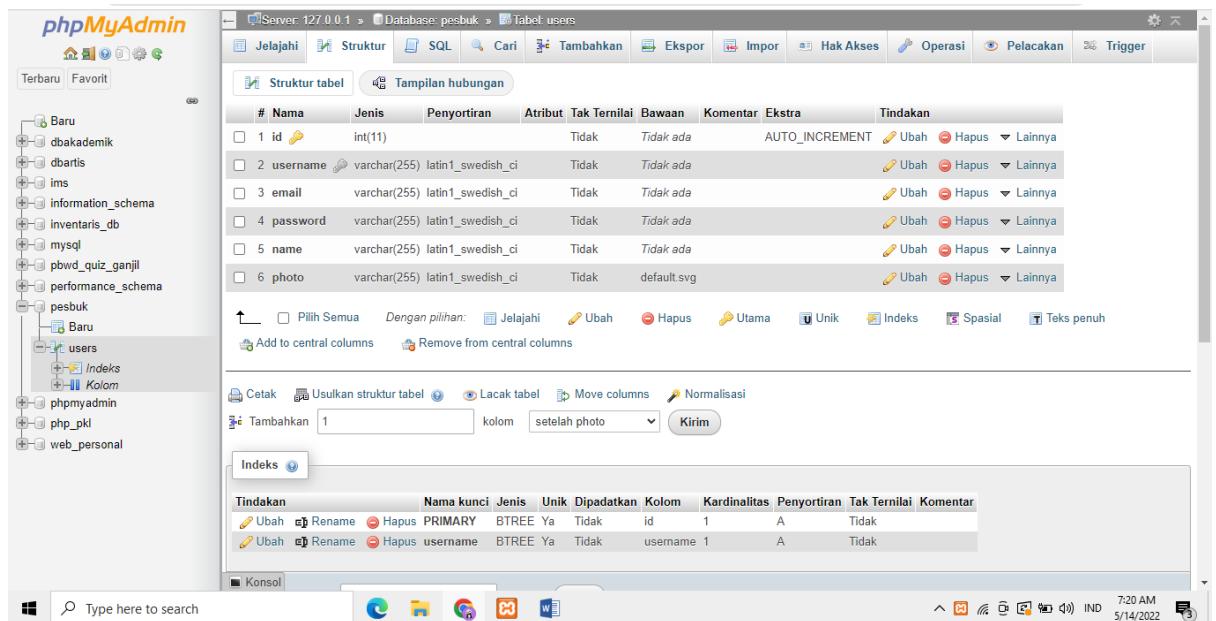 phpMyAdmin
Terbaru Favorit
Baru
dbakademik
dbartis
ims
information_schema
inventaris_db
mysql
pbwd_quiz_ganjil
performance_schema
pesbuk
Baru
users
Indeks
Kolom
phpmyadmin
php_pkl
web_personal
Server: 127.0.0.1 » Database: pesbuk » Tabel: users
Jelajahi Struktur SQL Cari Tambahkan Ekspor Impor Hak Akses Operasi Pelacakan Trigger
Struktur tabel Tampilan hubungan
# Nama Jenis Penyortiran Atribut Tak Ternilai Bawaan Komentar Ekstra Tindakan
1 id int(11) Tidak Tidak ada AUTO_INCREMENT Ubah Hapus Lainnya
2 username varchar(255) latin1_swedish_ci Tidak Tidak ada Ubah Hapus Lainnya
3 email varchar(255) latin1_swedish_ci Tidak Tidak ada Ubah Hapus Lainnya
4 password varchar(255) latin1_swedish_ci Tidak Tidak ada Ubah Hapus Lainnya
5 name varchar(255) latin1_swedish_ci Tidak Tidak ada Ubah Hapus Lainnya
6 photo varchar(255) latin1_swedish_ci Tidak default.svg Ubah Hapus Lainnya
Pilih Semua Dengan pilihan: Jelajahi Ubah Hapus Utama Unik Indeks Spasial Teks penuh
Add to central columns Remove from central columns
Cetak Usulkan struktur tabel Lacak tabel Move columns Normalisasi
Tambahkan 1 kolom setelah photo Kirim
Indeks
Tindakan Nama kunci Jenis Unik Dipadatkan Kolom Kardinalitas Penyortiran Tak Ternilai Komentar
Ubah Rename Hapus PRIMARY BTREE Ya Tidak id 1 A Tidak
Ubah Rename Hapus username BTREE Ya Tidak username 1 A Tidak
Konsol
Type here to search
IND
7:20 AM
5/14/2022
3